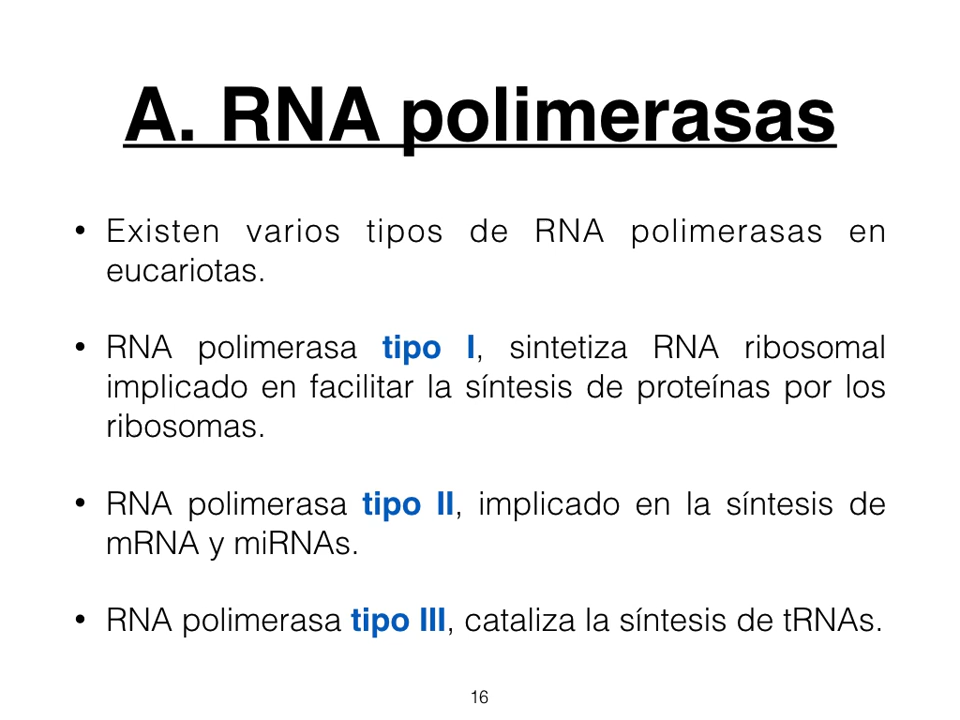 A. RNA polimerasas
• Existen varios tipos de RNA polimerasas en
eucariotas.
• RNA polimerasa tipo I, sintetiza RNA ribosomal
implicado en facilitar la síntesis de proteínas por los
ribosomas.
• RNA polimerasa tipo II, implicado en la síntesis de
mRNA y miRNAs.
• RNA polimerasa tipo III, cataliza la síntesis de tRNAs.
16